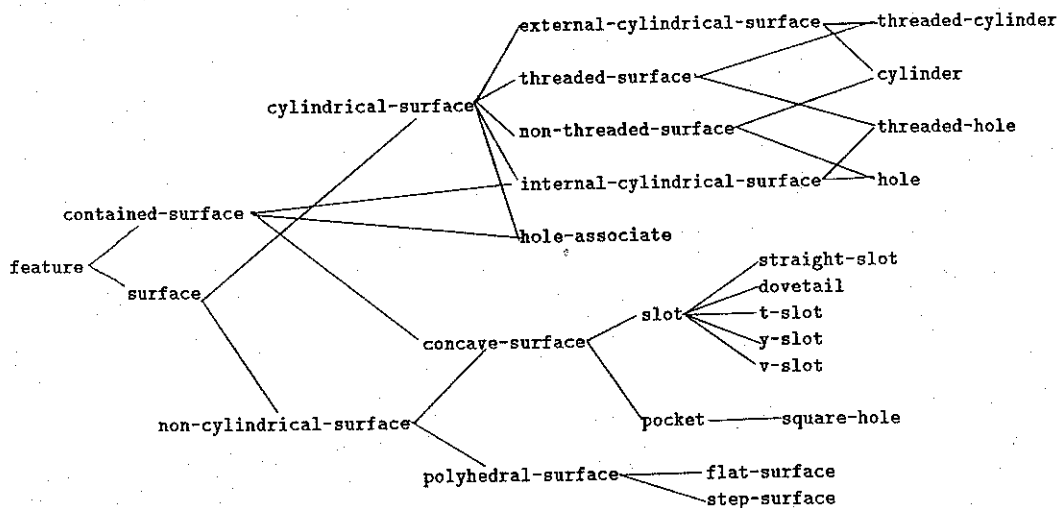 external-cylindrical-surface threaded-cylinder
threaded-surface cylinder
cylindrical-surface
non-threaded-surface threaded-hole
internal-cylindrical-surface hole
contained-surface
hole-associate
feature
surface
straight-slot
dovetail
slot t-slot
y-slot
concave-surface
v-slot
non-cylindrical-surface
pocket square-hole
polyhedral-surface flat-surface
step-surface